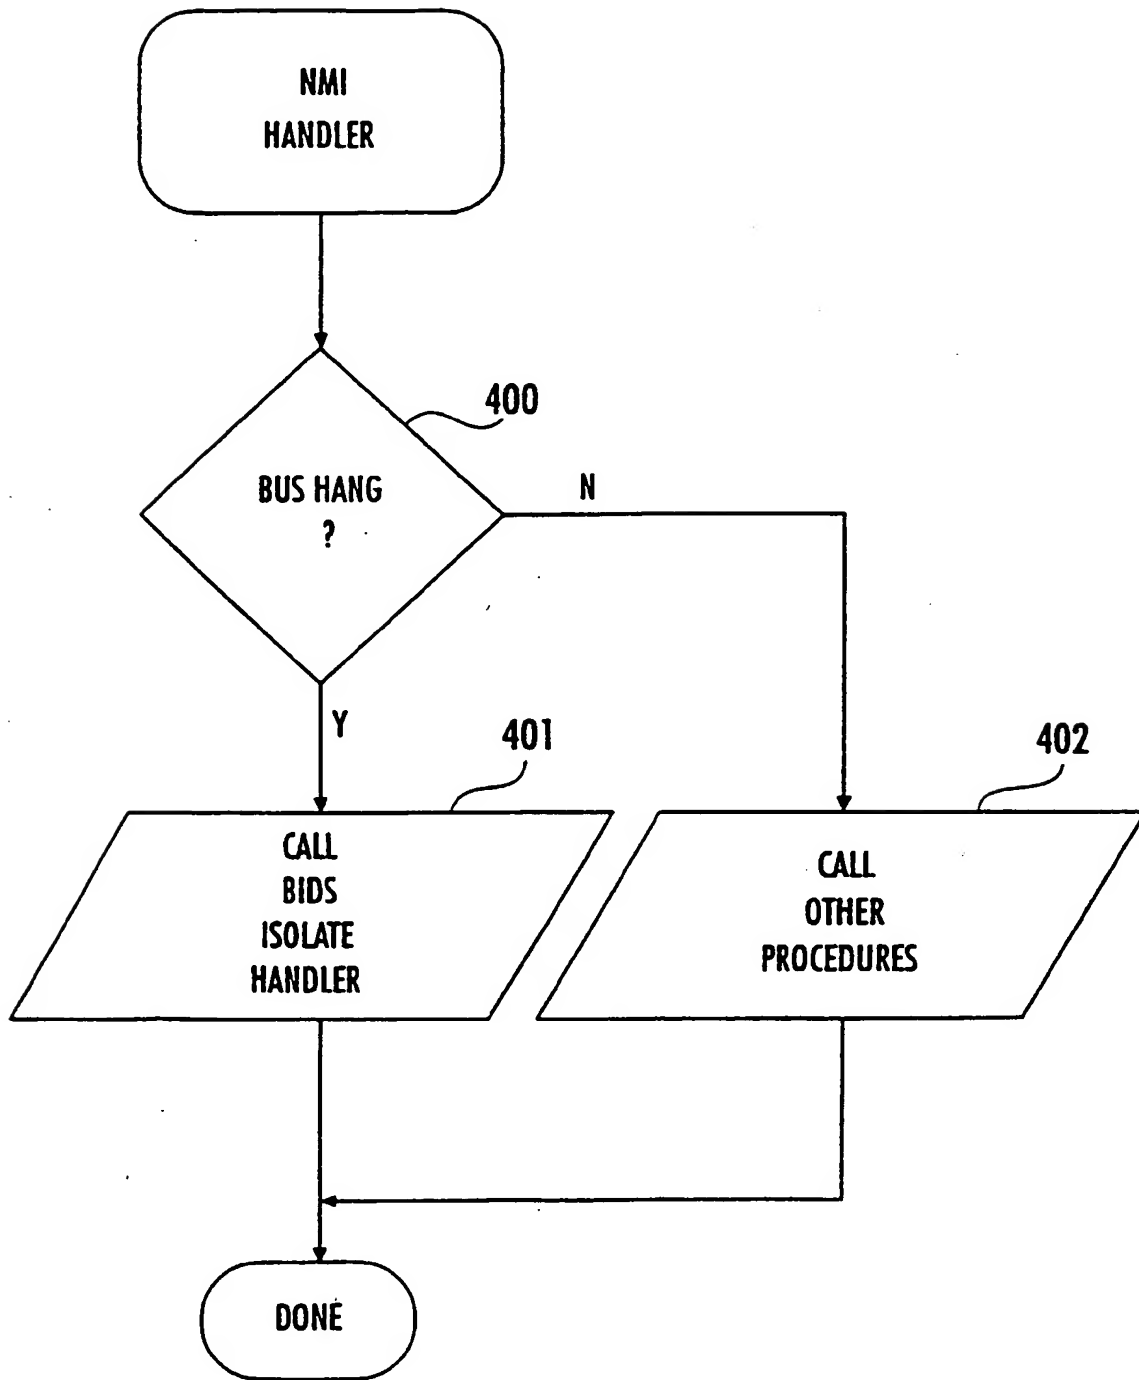 NMI
HANDLER
400
BUS HANG
?
N
Y
401
402
CALL
BIDS
ISOLATE
HANDLER
CALL
OTHER
PROCEDURES
DONE